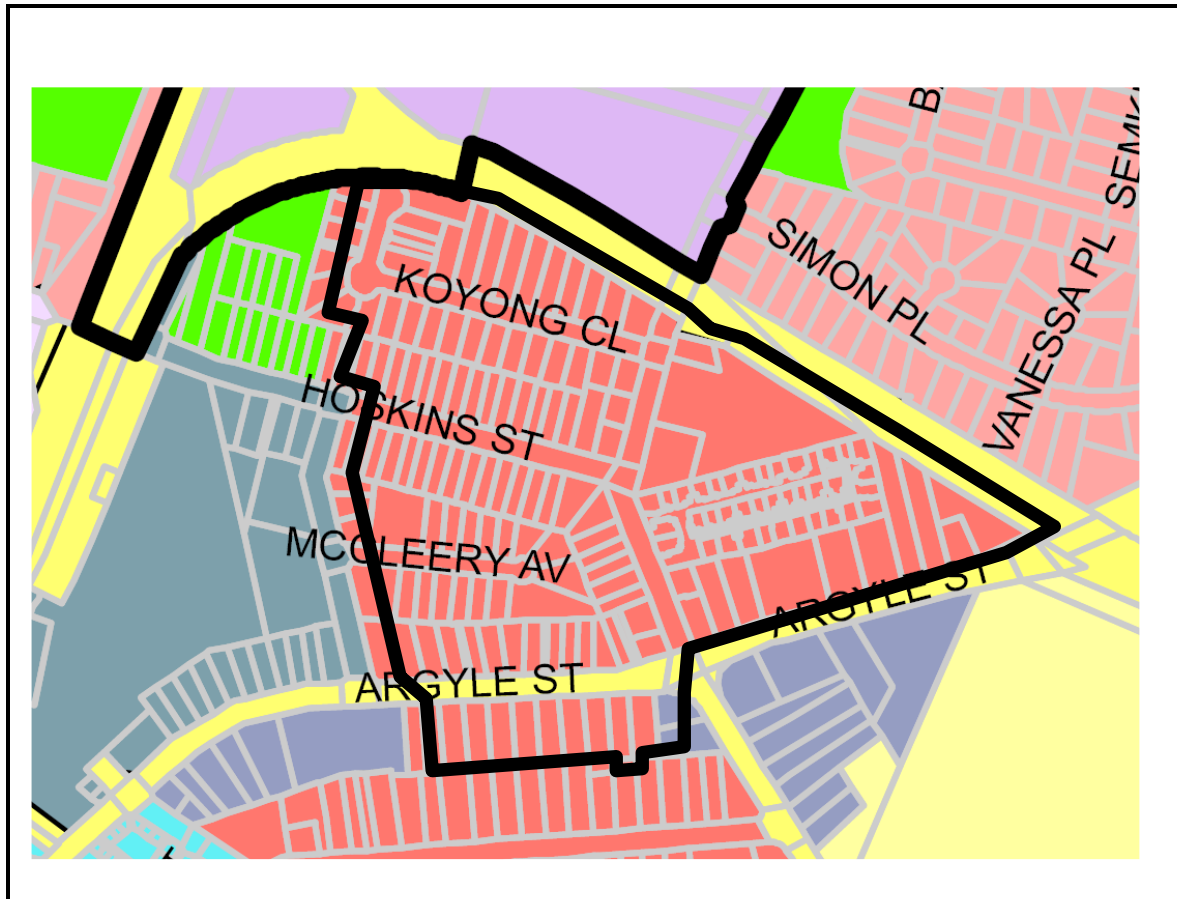 SIMON PL
KOYONG CL
VANESSA PL
HOSKINS ST
MCCLEERY AV
ARGYLE ST
ARGYLE ST